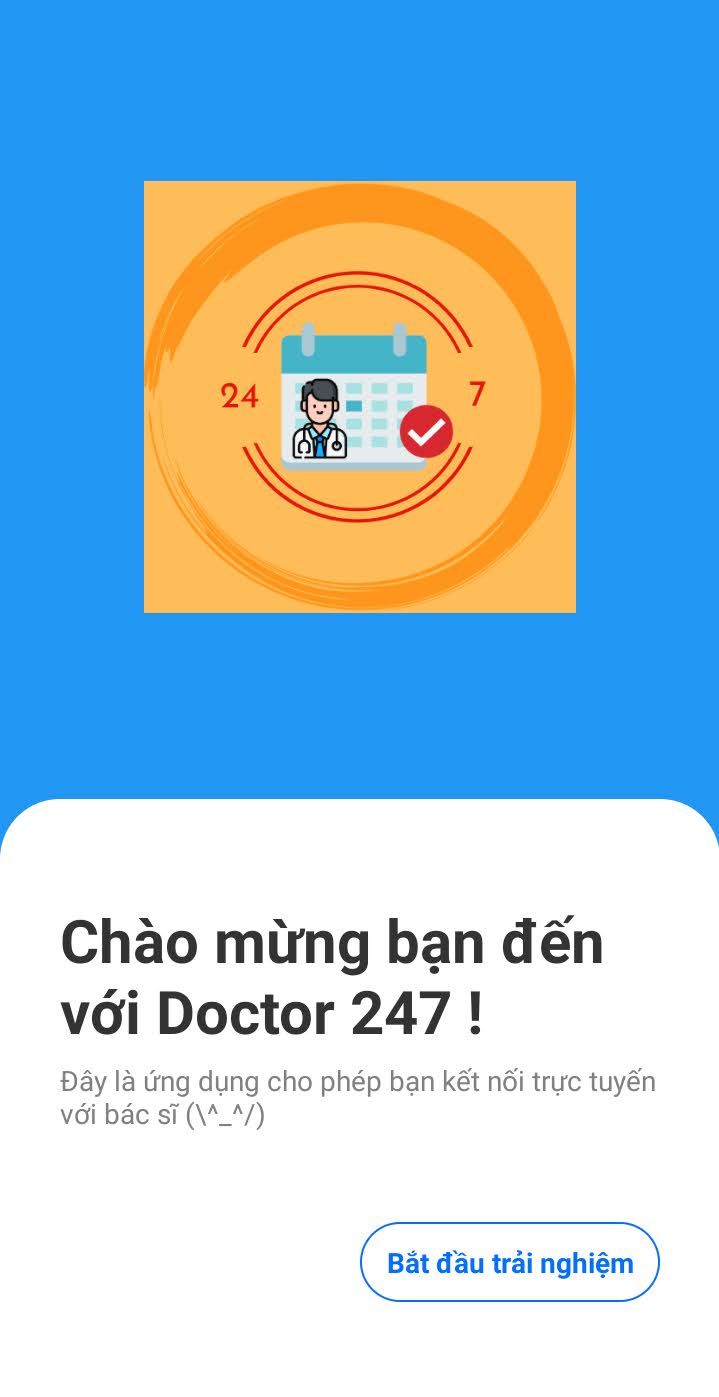 24
7
Chào mừng bạn đến
với Doctor 247 !
Đây là ứng dụng cho phép bạn kết nối trực tuyến
với bác sĩ (\^_^/)
Bắt đầu trải nghiệm